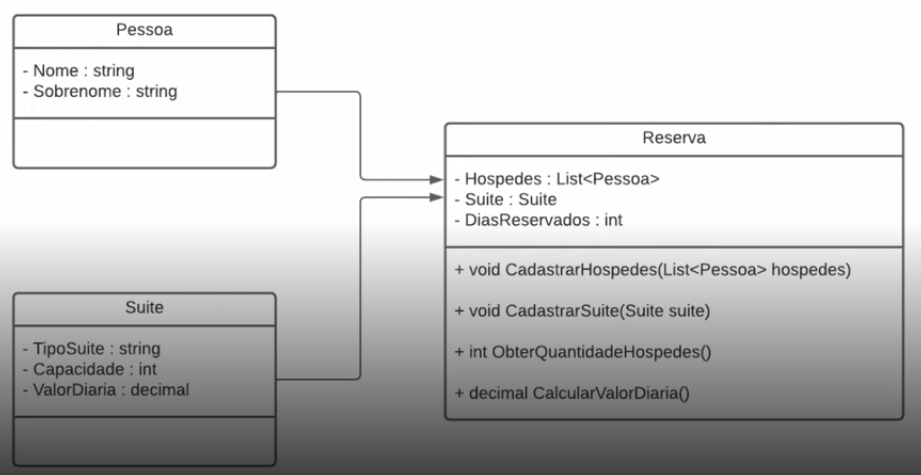 Pessoa
- Nome : string
- Sobrenome : string
Reserva
- Hospedes : List<Pessoa>
- Suite : Suite
- DiasReservados : int
+ void CadastrarHospedes(List<Pessoa> hospedes)
+ void CadastrarSuite(Suite suite)
+ int ObterQuantidadeHospedes()
+ decimal CalcularValorDiaria()
Suite
- TipoSuite : string
- Capacidade : int
- ValorDiaria : decimal